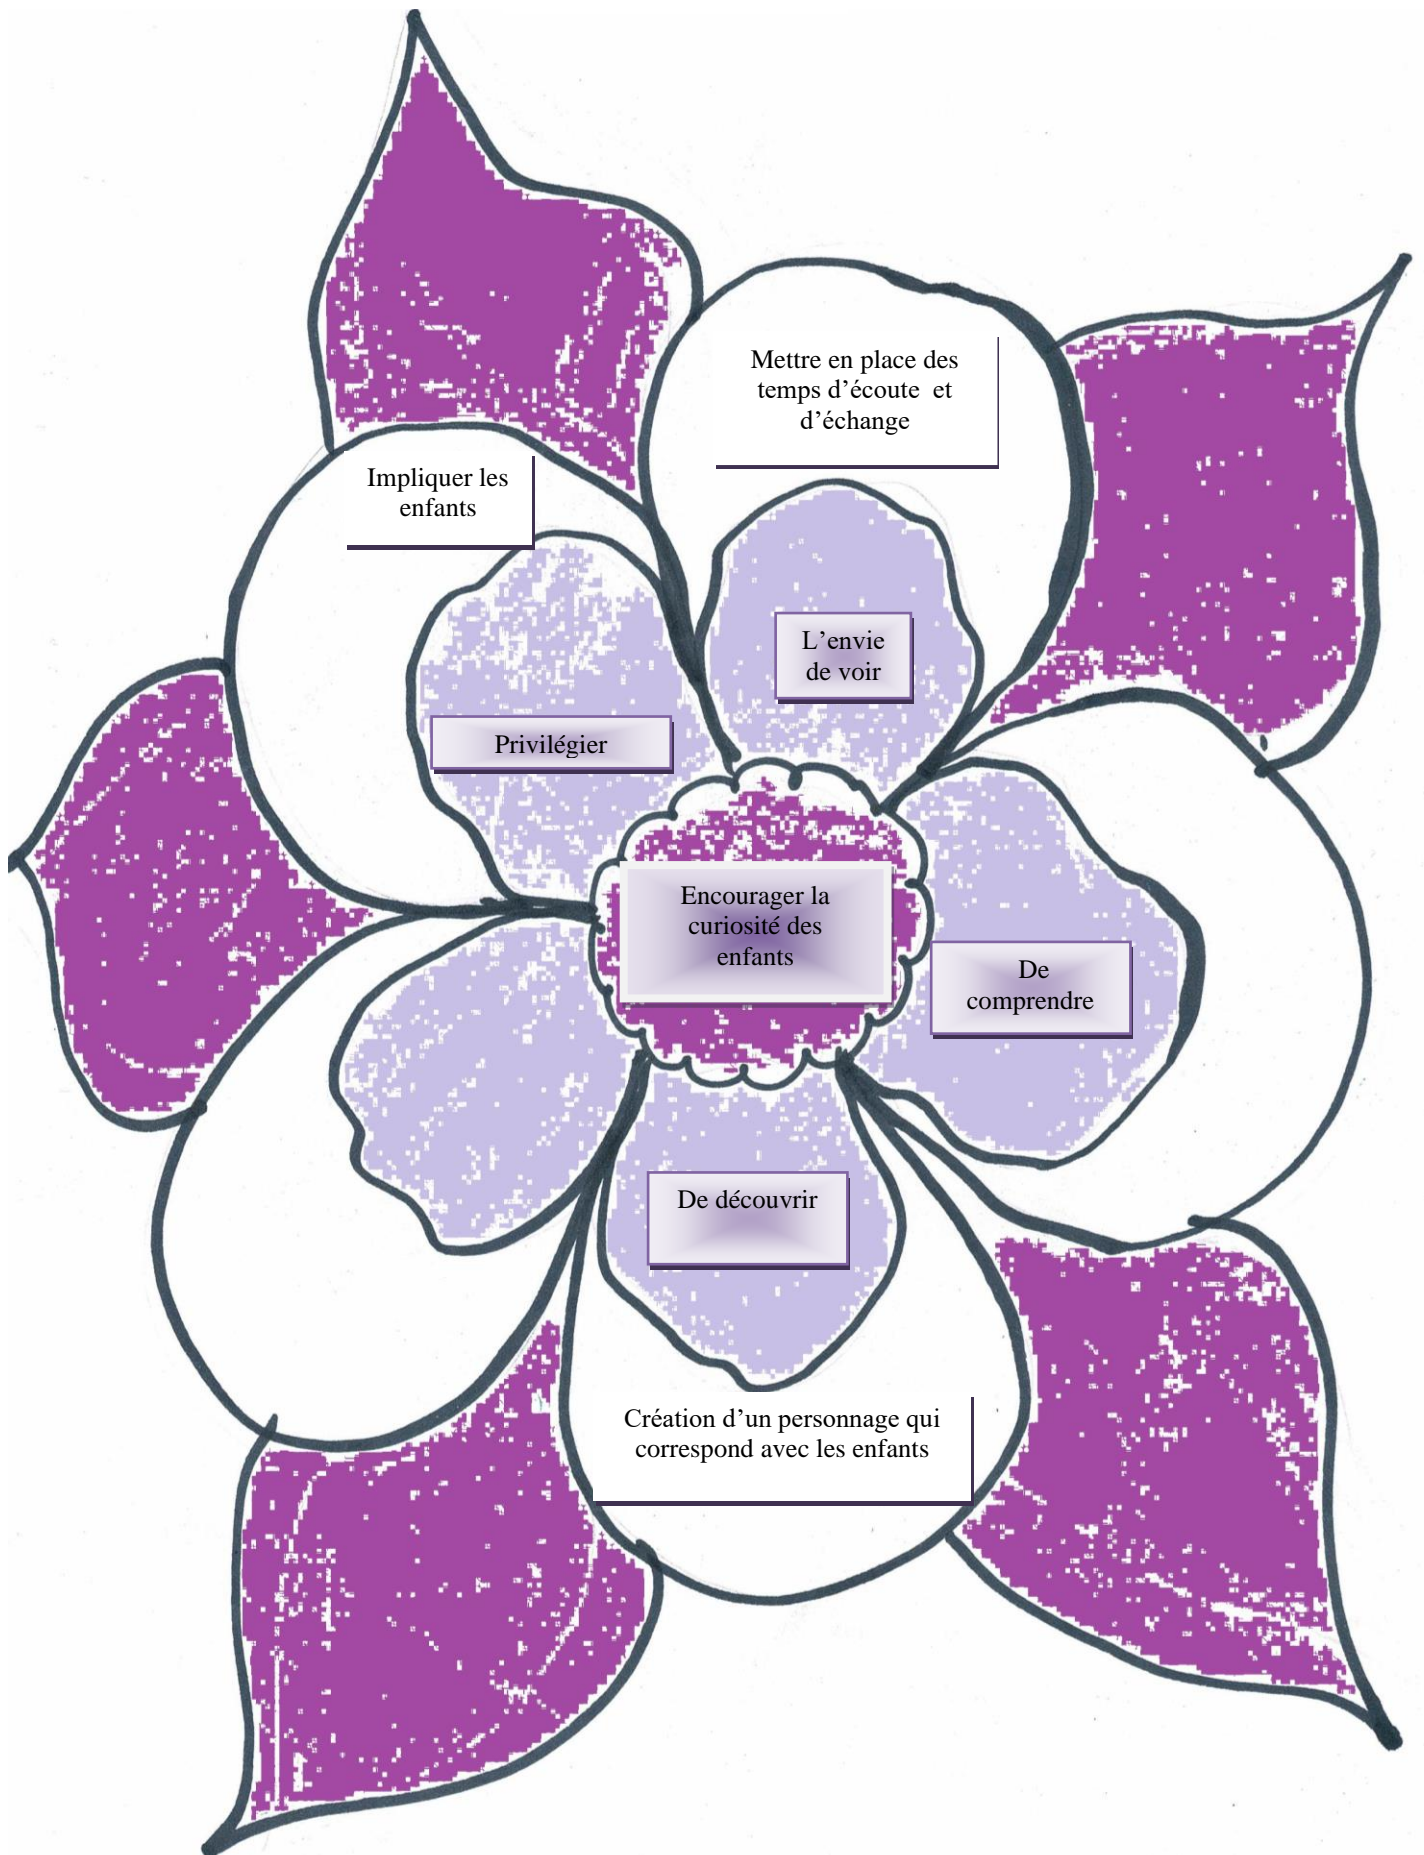 Mettre en place des
temps d'écoute et
d'échange
Impliquer les
enfants
L'envie
de voir
Privilégier
Encourager la
curiosité des
enfants
De
comprendre
De découvrir
Création d'un personnage qui
correspond avec les enfants